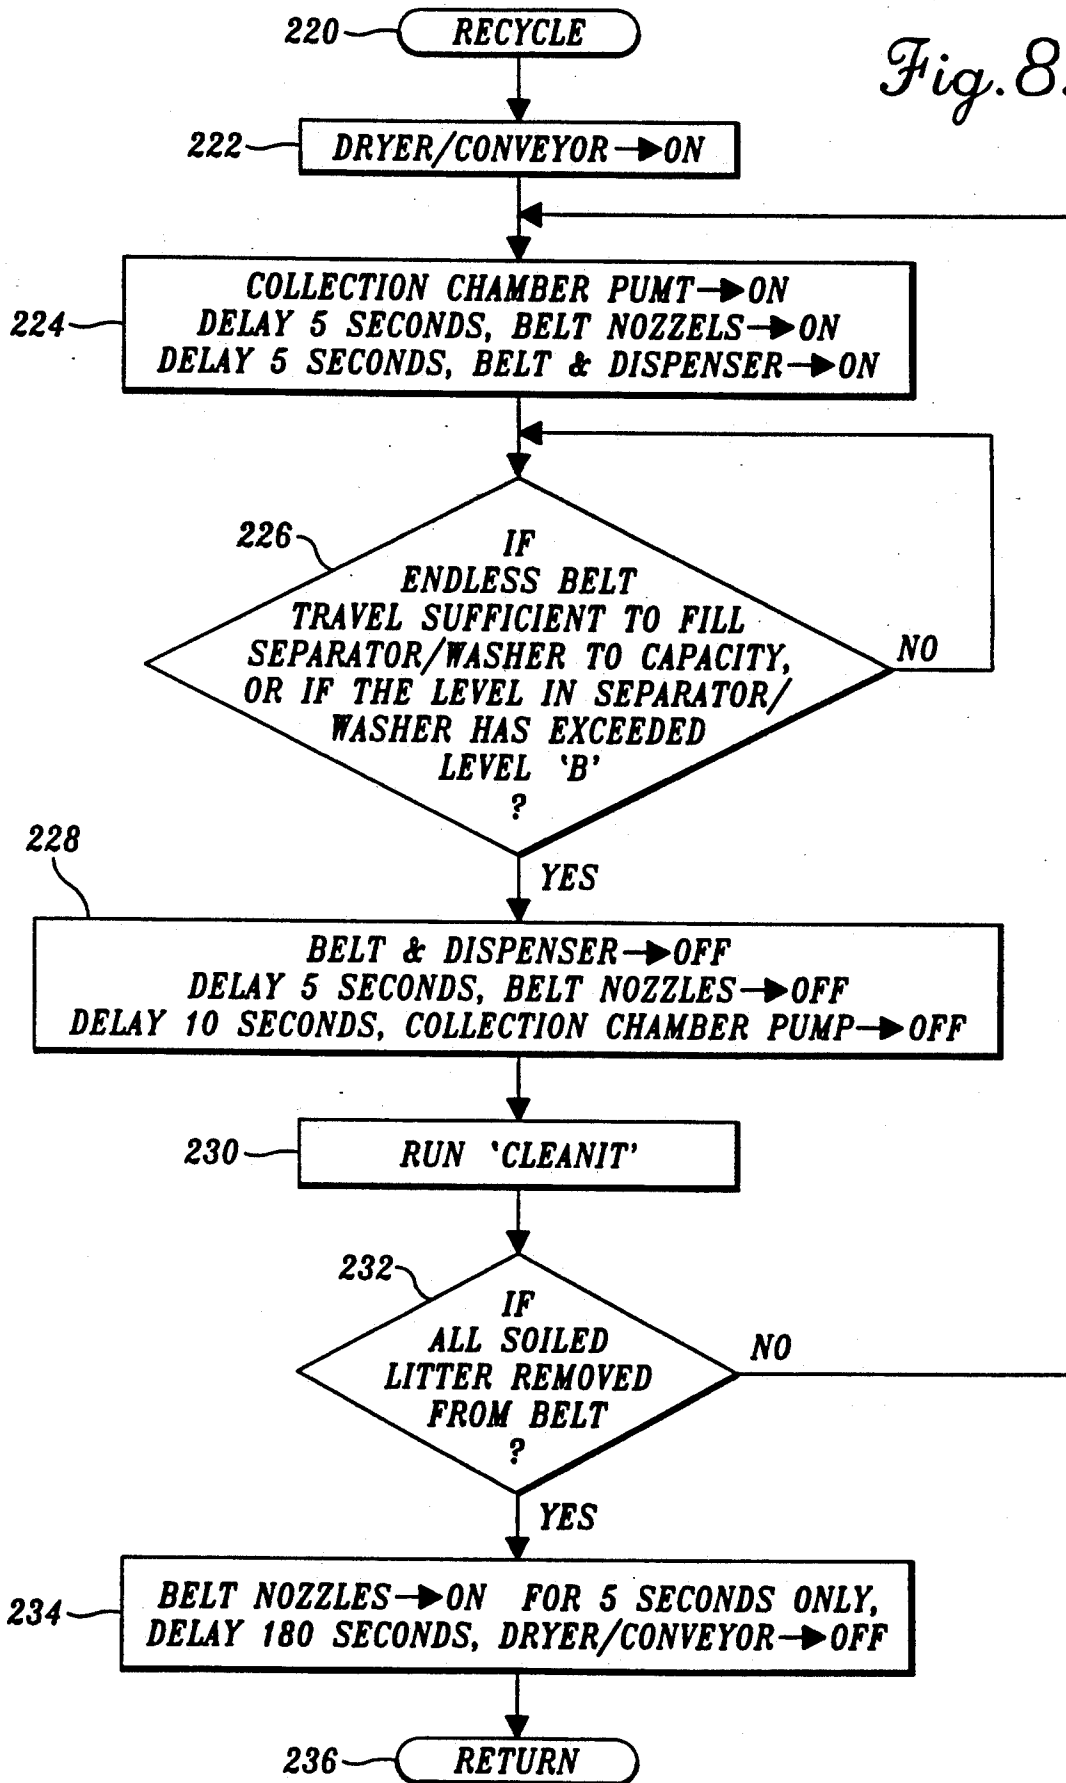 220 RECYCLE
Fig.8.
222 DRYER/CONVEYOR→ON
COLLECTION CHAMBER PUMT→ON
224 DELAY 5 SECONDS, BELT NOZZELS→ON
DELAY 5 SECONDS, BELT & DISPENSER→ON
226 IF
ENDLESS BELT
TRAVEL SUFFICIENT TO FILL
SEPARATOR/WASHER TO CAPACITY,
NO
OR IF THE LEVEL IN SEPARATOR/
WASHER HAS EXCEEDED
LEVEL 'B'
?
YES
228
BELT & DISPENSER→OFF
DELAY 5 SECONDS, BELT NOZZLES→OFF
DELAY 10 SECONDS, COLLECTION CHAMBER PUMP→OFF
230 RUN 'CLEANIT'
232
IF
ALL SOILED
LITTER REMOVED
FROM BELT
?
NO
YES
234 BELT NOZZLES→ON FOR 5 SECONDS ONLY,
DELAY 180 SECONDS, DRYER/CONVEYOR→OFF
236 RETURN